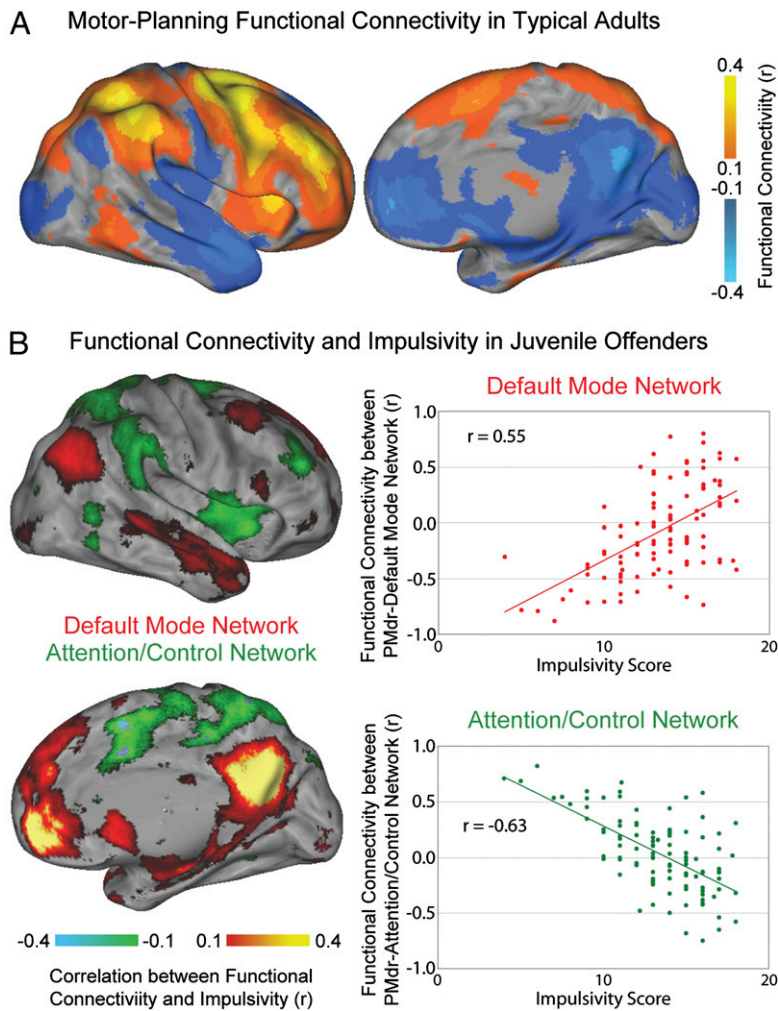 A Motor-Planning Functional Connectivity in Typical Adults
0.4
0.1
-0.1
-0.4
Functional Connectiviity (r)
B Functional Connectivity and Impulsivity in Juvenile Offenders
Default Mode Network
Attention/Control Network
-0.4 -0.1 0.1 0.4
Correlation between Functional
Connectiviity and Impulsivity (r)
Default Mode Network
Functional Connectivity between
PMdr-Default Mode Network (r)
1.0
0.5
0.0
-0.5
-1.0
r = 0.55
0 10 20
Impulsivity Score
Attention/Control Network
Functional Connectivity between
PMdr-Attention/Control Network (r)
1.0
0.5
0.0
-0.5
-1.0
r = -0.63
0 10 20
Impulsivity Score